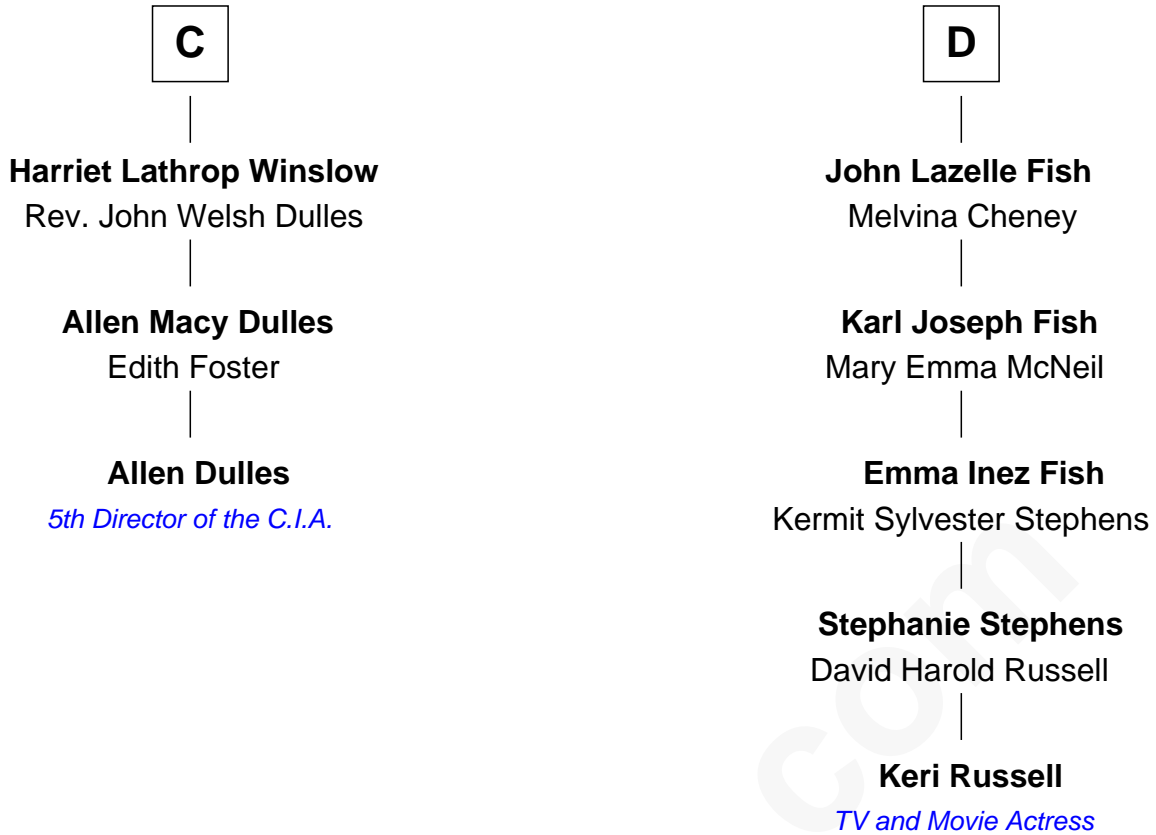 C
Harriet Lathrop Winslow
Rev. John Welsh Dulles
Allen Macy Dulles
Edith Foster
Allen Dulles
5th Director of the C.I.A.
D
John Lazelle Fish
Melvina Cheney
Karl Joseph Fish
Mary Emma McNeil
Emma Inez Fish
Kermit Sylvester Stephens
Stephanie Stephens
David Harold Russell
Keri Russell
TV and Movie Actress
com